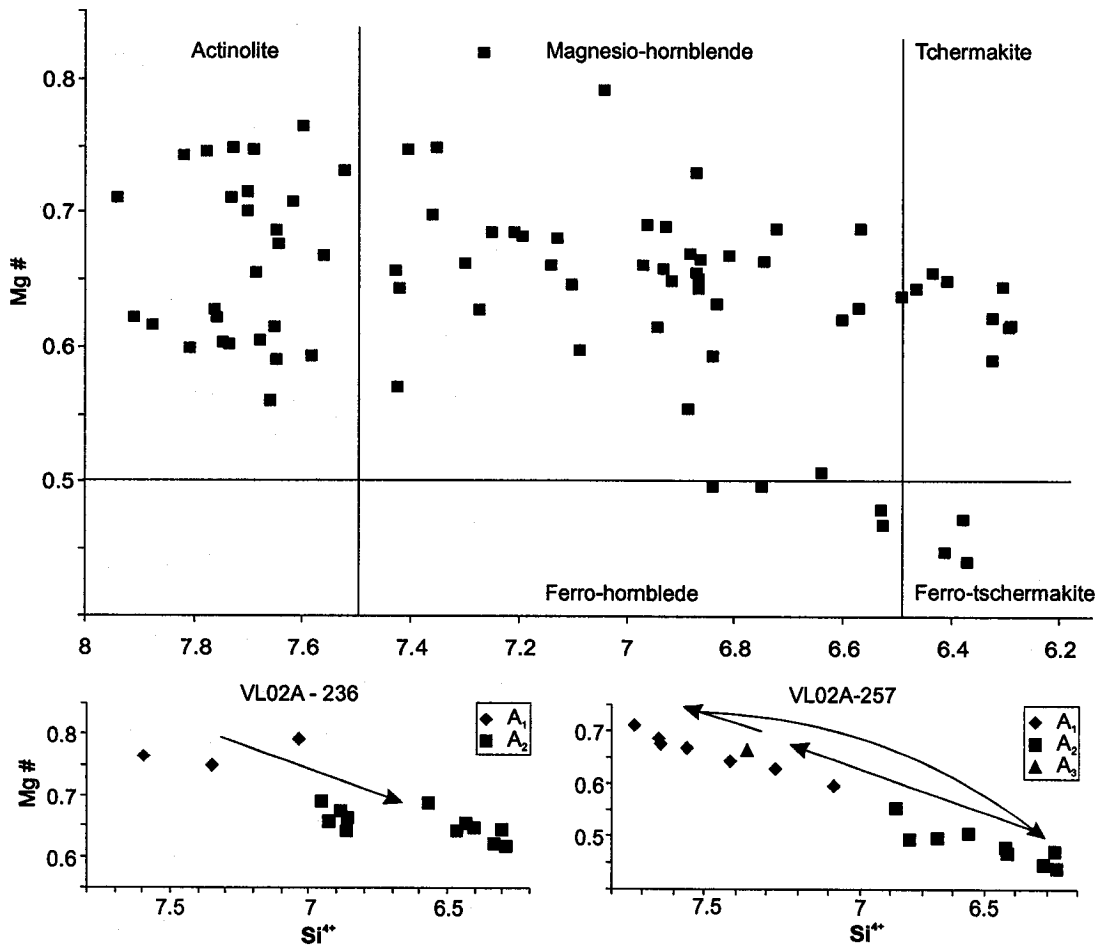 Actinolite
Magnesio-hornblende
Tchermakite
0.8
0.7
0.6
0.5
Mg #
Ferro-hornblede
Ferro-tschermakite
8 7.8 7.6 7.4 7.2 7 6.8 6.6 6.4 6.2
VL02A - 236
A1
A2
0.8
0.7
0.6
Mg #
7.5 7 6.5
Si4+
VL02A-257
A1
A2
A3
0.7
0.6
0.5
7.5 7 6.5
Si4+